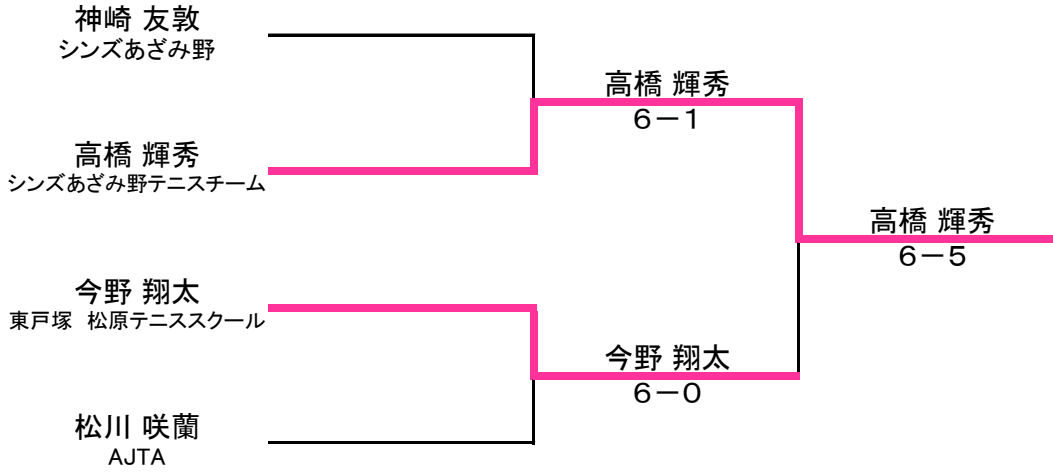 神崎 友敦
シンズあざみ野
高橋 輝秀
シンズあざみ野テニスチーム
今野 翔太
東戸塚　松原テニススクール
松川 咲蘭
AJTA
高橋 輝秀
６－１
今野 翔太
６－０
高橋 輝秀
６－５